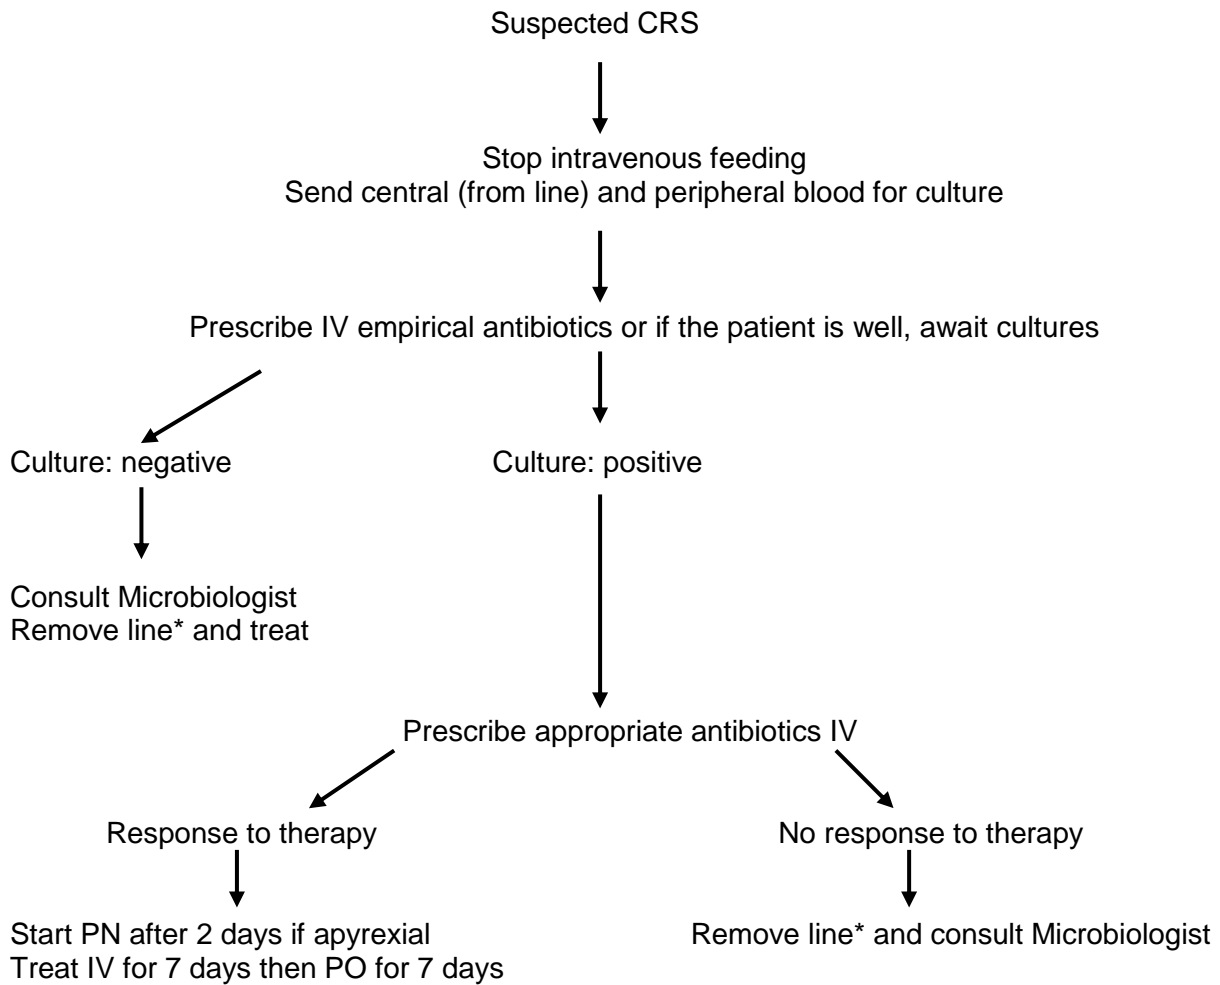 Suspected CRS
Stop intravenous feeding
Send central (from line) and peripheral blood for culture
Prescribe IV empirical antibiotics or if the patient is well, await cultures
Culture: negative
Culture: positive
Consult Microbiologist
Remove line* and treat
Prescribe appropriate antibiotics IV
Response to therapy
No response to therapy
Start PN after 2 days if apyrexial
Treat IV for 7 days then PO for 7 days
Remove line* and consult Microbiologist